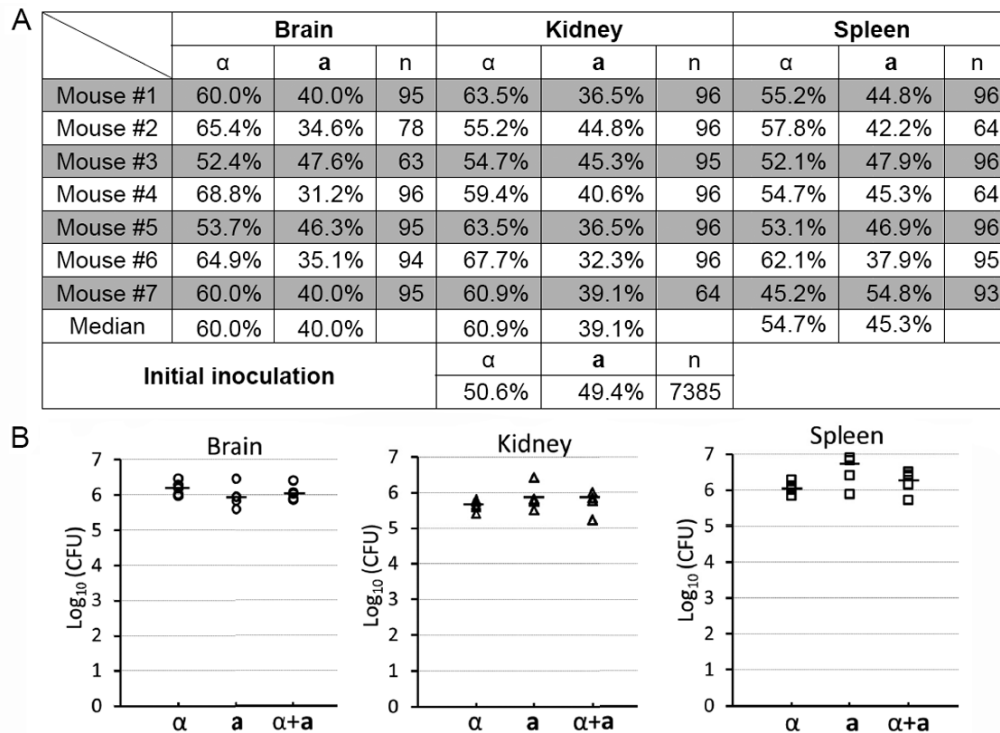 A
Brain Kidney Spleen
α a n α a n α a n
Mouse #1 60.0% 40.0% 95 63.5% 36.5% 96 55.2% 44.8% 96
Mouse #2 65.4% 34.6% 78 55.2% 44.8% 96 57.8% 42.2% 64
Mouse #3 52.4% 47.6% 63 54.7% 45.3% 95 52.1% 47.9% 96
Mouse #4 68.8% 31.2% 96 59.4% 40.6% 96 54.7% 45.3% 64
Mouse #5 53.7% 46.3% 95 63.5% 36.5% 96 53.1% 46.9% 96
Mouse #6 64.9% 35.1% 94 67.7% 32.3% 96 62.1% 37.9% 95
Mouse #7 60.0% 40.0% 95 60.9% 39.1% 64 45.2% 54.8% 93
Median 60.0% 40.0% 60.9% 39.1% 54.7% 45.3%
Initial inoculation
α a n
50.6% 49.4% 7385
B
Brain
Log10 (CFU)
7
6
5
4
3
2
1
0
α a α+a
Kidney
Log10 (CFU)
7
6
5
4
3
2
1
0
α a α+a
Spleen
Log10 (CFU)
7
6
5
4
3
2
1
0
α a α+a